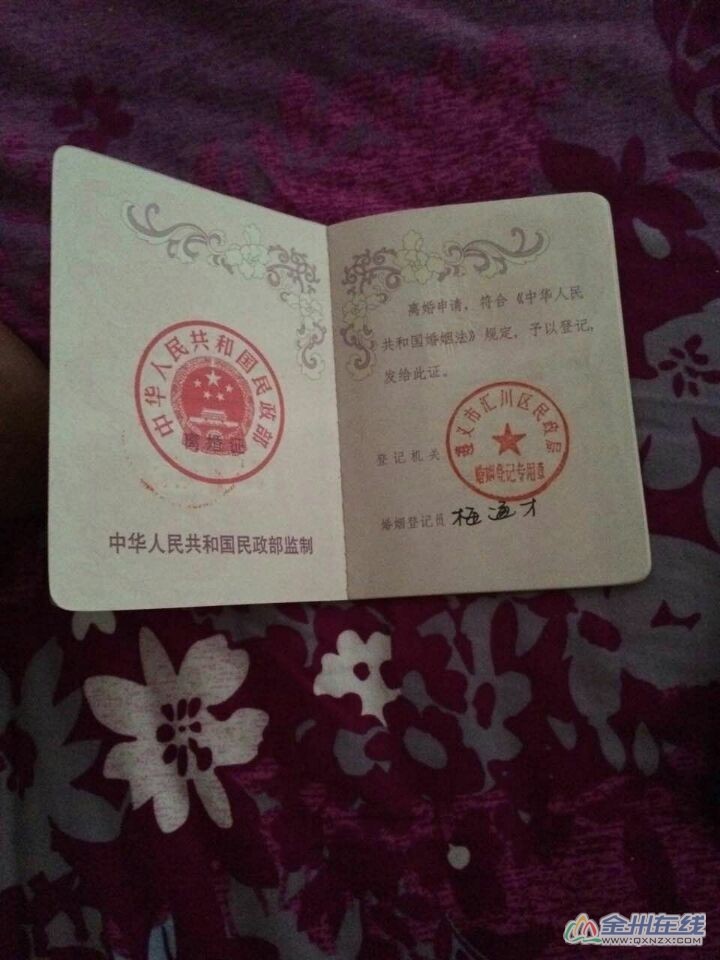 中华人民共和国民政部
离婚证
中华人民共和国民政部监制
离婚申请，符合《中华人民
共和国婚姻法》规定，予以登记，
发给此证。
登记机关
遵义市汇川区民政局
婚姻登记专用章
婚姻登记员 梅通才
金州在线
www.QXNZX.COM